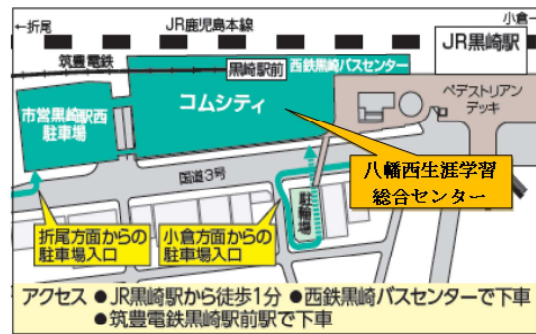 ←折尾
JR鹿児島本線
小倉→
JR黒崎駅
筑豊電鉄
黒崎駅前
西鉄黒崎バスセンター
コムシティ
ペデストリアン
デッキ
市営黒崎駅西
駐車場
八幡西生涯学習
総合センター
国道3号
駐輪場
折尾方面からの
駐車場入口
小倉方面からの
駐車場入口
アクセス ●JR黒崎駅から徒歩1分 ●西鉄黒崎バスセンターで下車
●筑豊電鉄黒崎駅前駅で下車